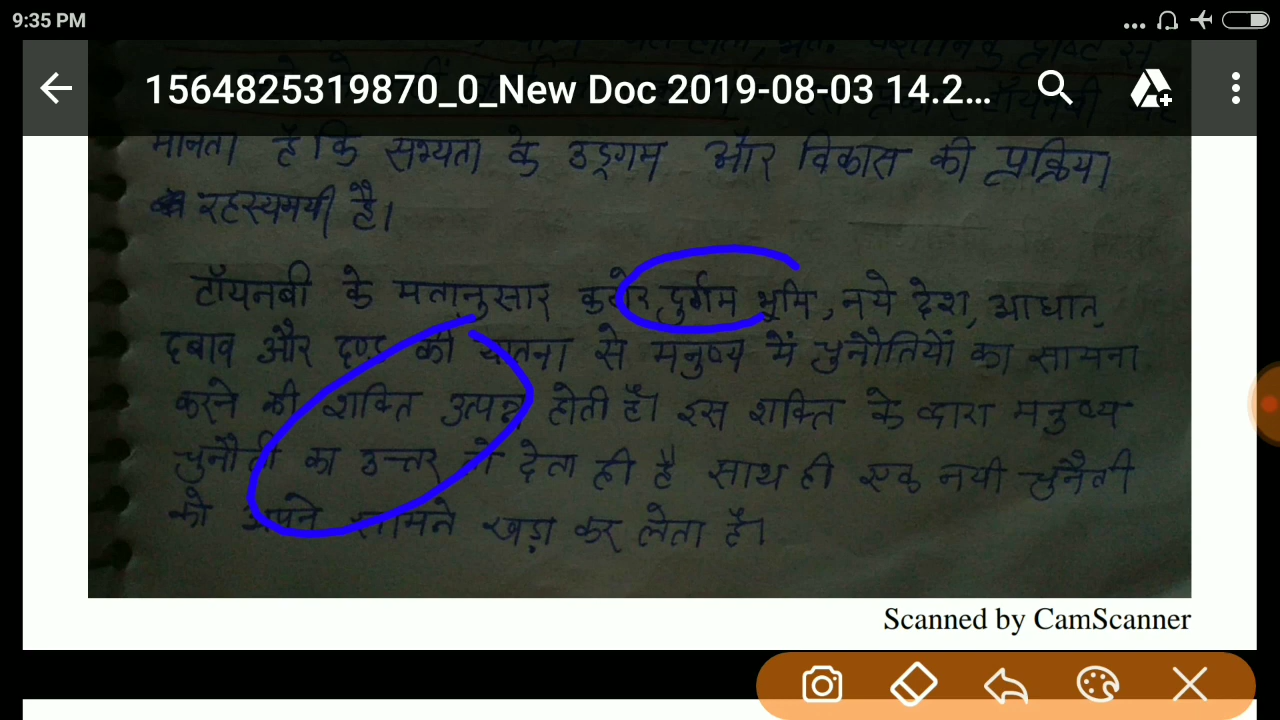 9:35 PM
1564825319870_0_New Doc 2019-08-03 14.2...
मानता है कि सभ्यता के उद्गम और विकास की प्रक्रिया
रहस्यमयी है।
टॉयनबी के मतानुसार कठोर दुर्गम भूमि, नये देश, आघात,
दबाव और दण्ड की यातना से मनुष्य में चुनौतियों का सामना
करने की शक्ति उत्पन्न होती है। इस शक्ति के द्वारा मनुष्य
चुनौती का उत्तर तो देता ही है साथ ही एक नयी चुनौती
को अपने सामने खड़ा कर लेता है।
Scanned by CamScanner